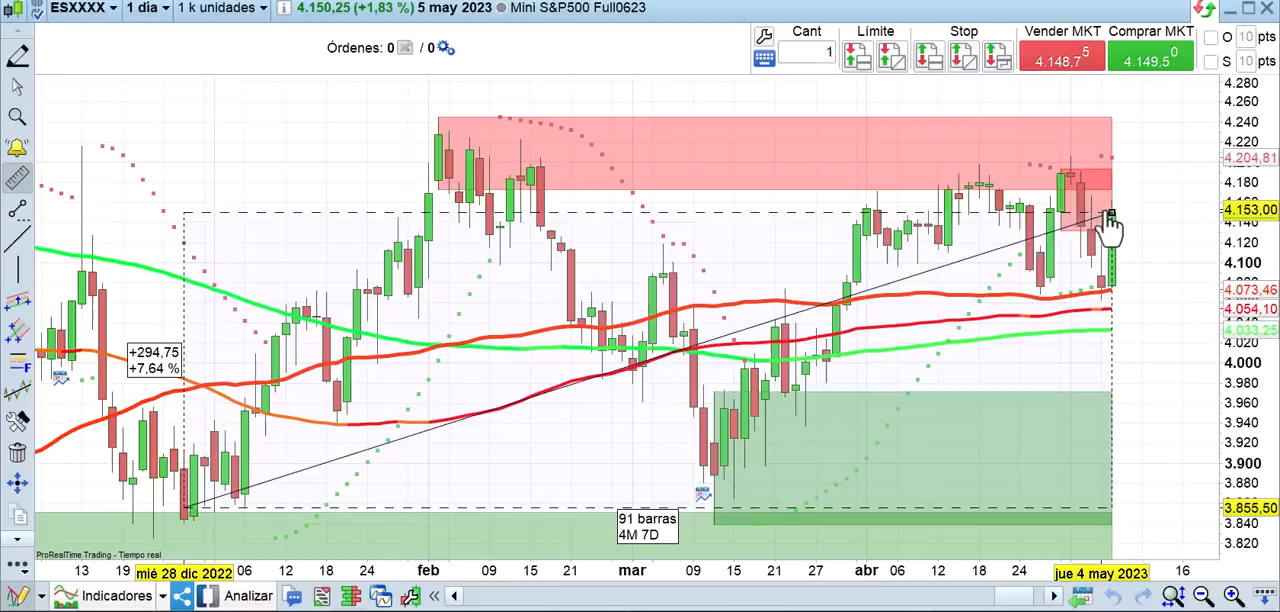 ESXXXX 1 día 1 k unidades 4.150,25 (+1,83 %) 5 may 2023 Mini S&P500 Full0623
Órdenes: 0 / 0
Cant Límite Stop Vender MKT Comprar MKT O 10 pts
1 4.148,7 5 4.149,5 0 S 10 pts
4.280
4.260
4.240
4.220
4.204,81
4.180
4.153,00
4.140
4.120
4.100
4.073,46
4.054,10
4.033,25
4.020
4.000
3.980
3.960
3.940
3.920
3.900
3.880
3.855,50
3.840
3.820
+294,75
+7,64 %
91 barras
4M 7D
ProRealTime Trading - Tiempo real
13 19 mié 28 dic 2022 06 12 18 24 feb 09 15 21 mar 09 15 21 27 abr 06 12 18 24 jue 4 may 2023 16
Indicadores Analizar